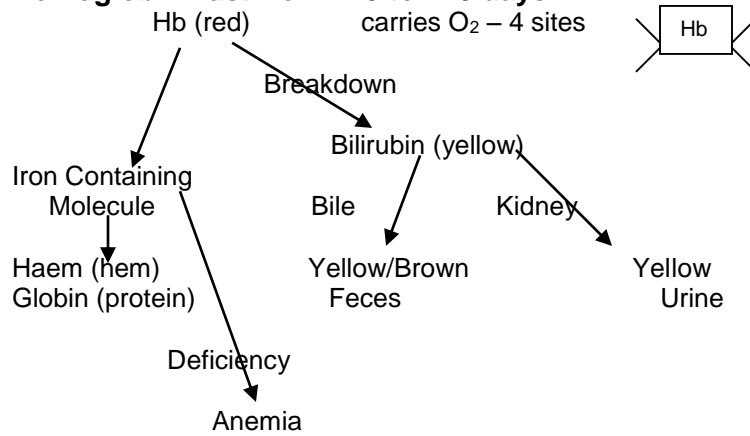 Hb (red) carries O₂ – 4 sites
Hb
Breakdown
Bilirubin (yellow)
Iron Containing
Molecule
Bile
Kidney
Haem (hem)
Globin (protein)
Yellow/Brown
Feces
Yellow
Urine
Deficiency
Anemia